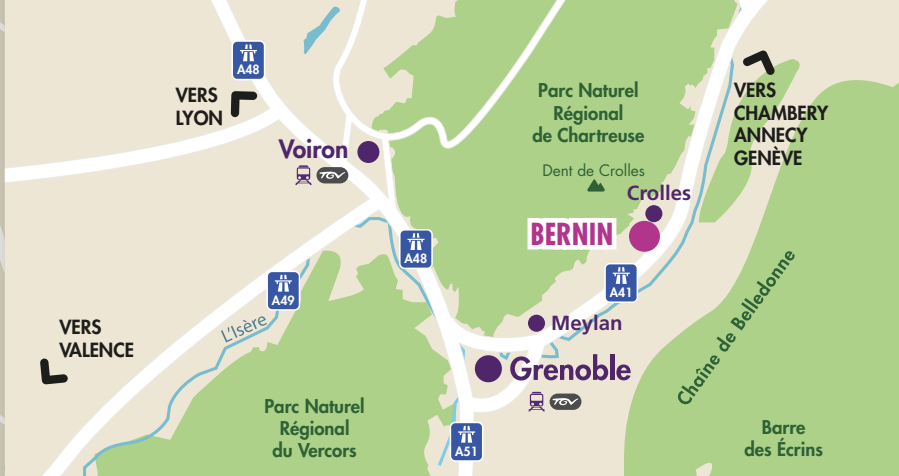 A48
VERS
LYON
Voiron
TGV
Parc Naturel
Régional
de Chartreuse
Dent de Crolles
VERS
CHAMBERY
ANNECY
GENÈVE
Crolles
BERNIN
A48
A49
A41
L'Isère
VERS
VALENCE
Meylan
Grenoble
TGV
Chaîne de Belledonne
Parc Naturel
Régional
du Vercors
A51
Barre
des Écrins